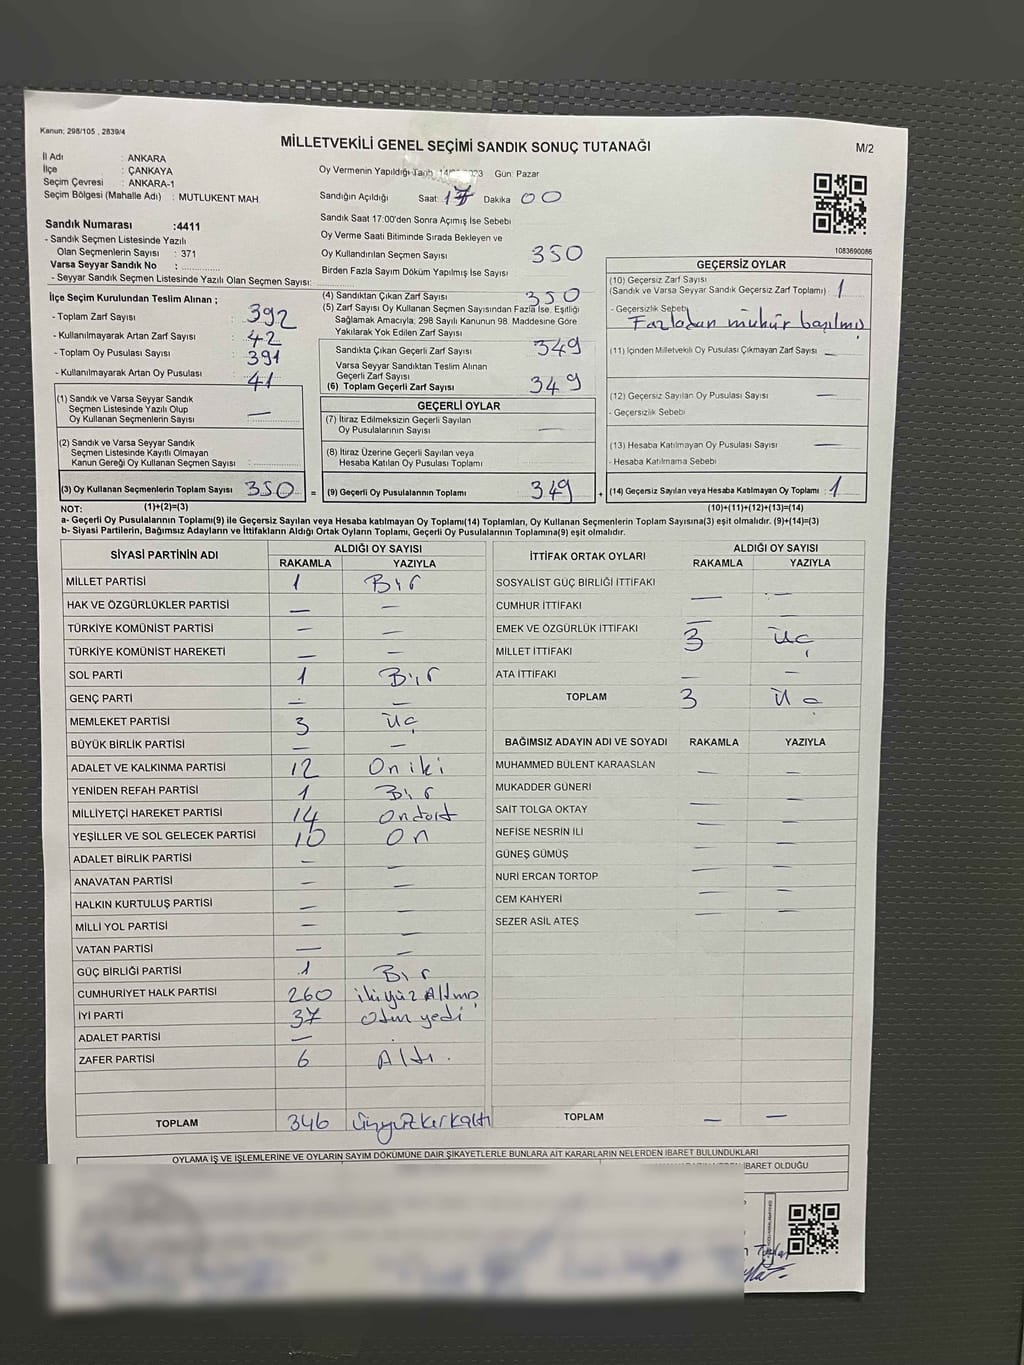 Kanun; 298/105 , 2839/4
MİLLETVEKİLİ GENEL SEÇİMİ SANDIK SONUÇ TUTANAĞI
M/2
İl Adı : ANKARA
İlçe : ÇANKAYA
Seçim Çevresi : ANKARA-1
Seçim Bölgesi (Mahalle Adı) : MUTLUKENT MAH.
Oy Vermenin Yapıldığı Tarih Gün: Pazar
Sandığın Açıldığı Saat: 17 Dakika 00
Sandık Saat 17:00'den Sonra Açımış İse Sebebi
Sandık Numarası :4411
- Sandık Seçmen Listesinde Yazılı
Olan Seçmenlerin Sayısı : 371
Varsa Seyyar Sandık No :
- Seyyar Sandık Seçmen Listesinde Yazılı Olan Seçmen Sayısı:
Oy Verme Saati Bitiminde Sırada Bekleyen ve
Oy Kullandırılan Seçmen Sayısı 350
Birden Fazla Sayım Döküm Yapılmış İse Sayısı
1083690086
İlçe Seçim Kurulundan Teslim Alınan ;
- Toplam Zarf Sayısı : 392
- Kullanılmayarak Artan Zarf Sayısı : 42
- Toplam Oy Pusulası Sayısı : 391
- Kullanılmayarak Artan Oy Pusulası : 41
(1) Sandık ve Varsa Seyyar Sandık
Seçmen Listesinde Yazılı Olup
Oy Kullanan Seçmenlerin Sayısı —
(2) Sandık ve Varsa Seyyar Sandık
Seçmen Listesinde Kayıtlı Olmayan
Kanun Gereği Oy Kullanan Seçmen Sayısı
(3) Oy Kullanan Seçmenlerin Toplam Sayısı 350 =
(4) Sandıktan Çıkan Zarf Sayısı 350
(5) Zarf Sayısı Oy Kullanan Seçmen Sayısından Fazla İse, Eşitliği
Sağlamak Amacıyla; 298 Sayılı Kanunun 98. Maddesine Göre
Yakılarak Yok Edilen Zarf Sayısı
Sandıkta Çıkan Geçerli Zarf Sayısı 349
Varsa Seyyar Sandıktan Teslim Alınan
Geçerli Zarf Sayısı
(6) Toplam Geçerli Zarf Sayısı 349
GEÇERLİ OYLAR
(7) İtiraz Edilmeksizin Geçerli Sayılan
Oy Pusulalarının Sayısı —
(8) İtiraz Üzerine Geçerli Sayılan veya
Hesaba Katılan Oy Pusulası Toplamı
(9) Geçerli Oy Pusulalarının Toplamı 349 +
GEÇERSİZ OYLAR
(10) Geçersiz Zarf Sayısı
(Sandık ve Varsa Seyyar Sandık Geçersiz Zarf Toplamı) 1
- Geçersizlik Sebebi
Fazladan mühür basılmış
(11) İçinden Milletvekili Oy Pusulası Çıkmayan Zarf Sayısı —
(12) Geçersiz Sayılan Oy Pusulası Sayısı —
- Geçersizlik Sebebi
(13) Hesaba Katılmayan Oy Pusulası Sayısı —
- Hesaba Katılmama Sebebi
(14) Geçersiz Sayılan veya Hesaba Katılmayan Oy Toplamı : 1
NOT: (1)+(2)=(3) (10)+(11)+(12)+(13)=(14)
a- Geçerli Oy Pusulalarının Toplamı(9) ile Geçersiz Sayılan veya Hesaba katılmayan Oy Toplamı(14) Toplamları, Oy Kullanan Seçmenlerin Toplam Sayısına(3) eşit olmalıdır. (9)+(14)=(3)
b- Siyasi Partilerin, Bağımsız Adayların ve İttifakların Aldığı Ortak Oyların Toplamı, Geçerli Oy Pusulalarının Toplamına(9) eşit olmalıdır.
SİYASİ PARTİNİN ADI ALDIĞI OY SAYISI
RAKAMLA YAZIYLA
MİLLET PARTİSİ 1 Bir
HAK VE ÖZGÜRLÜKLER PARTİSİ — —
TÜRKİYE KOMÜNİST PARTİSİ — —
TÜRKİYE KOMÜNİST HAREKETİ — —
SOL PARTİ 1 Bir
GENÇ PARTİ — —
MEMLEKET PARTİSİ 3 üç
BÜYÜK BİRLİK PARTİSİ — —
ADALET VE KALKINMA PARTİSİ 12 On iki
YENİDEN REFAH PARTİSİ 1 Bir
MİLLİYETÇİ HAREKET PARTİSİ 14 Ondört
YEŞİLLER VE SOL GELECEK PARTİSİ 10 On
ADALET BİRLİK PARTİSİ — —
ANAVATAN PARTİSİ — —
HALKIN KURTULUŞ PARTİSİ — —
MİLLİ YOL PARTİSİ — —
VATAN PARTİSİ — —
GÜÇ BİRLİĞİ PARTİSİ 1 Bir
CUMHURİYET HALK PARTİSİ 260 ikiyüz Altmış
İYİ PARTİ 37 Otuz yedi
ADALET PARTİSİ —
ZAFER PARTİSİ 6 Altı.
TOPLAM 346 üçyüzkırkaltı
İTTİFAK ORTAK OYLARI ALDIĞI OY SAYISI
RAKAMLA YAZIYLA
SOSYALİST GÜÇ BİRLİĞİ İTTİFAKI — —
CUMHUR İTTİFAKI —
EMEK VE ÖZGÜRLÜK İTTİFAKI 3 üç
MİLLET İTTİFAKI
ATA İTTİFAKI — —
TOPLAM 3 Üç
BAĞIMSIZ ADAYIN ADI VE SOYADI RAKAMLA YAZIYLA
MUHAMMED BÜLENT KARAASLAN — —
MUKADDER GÜNERİ — —
SAİT TOLGA OKTAY — —
NEFİSE NESRİN İLİ — —
GÜNEŞ GÜMÜŞ — —
NURİ ERCAN TORTOP — —
CEM KAHYERİ — —
SEZER ASIL ATEŞ
TOPLAM — —
OYLAMA İŞ VE İŞLEMLERİNE VE OYLARIN SAYIM DÖKÜMÜNE DAİR ŞİKAYETLERLE BUNLARA AİT KARARLARIN NELERDEN İBARET BULUNDUKLARI
İBARET OLDUĞU